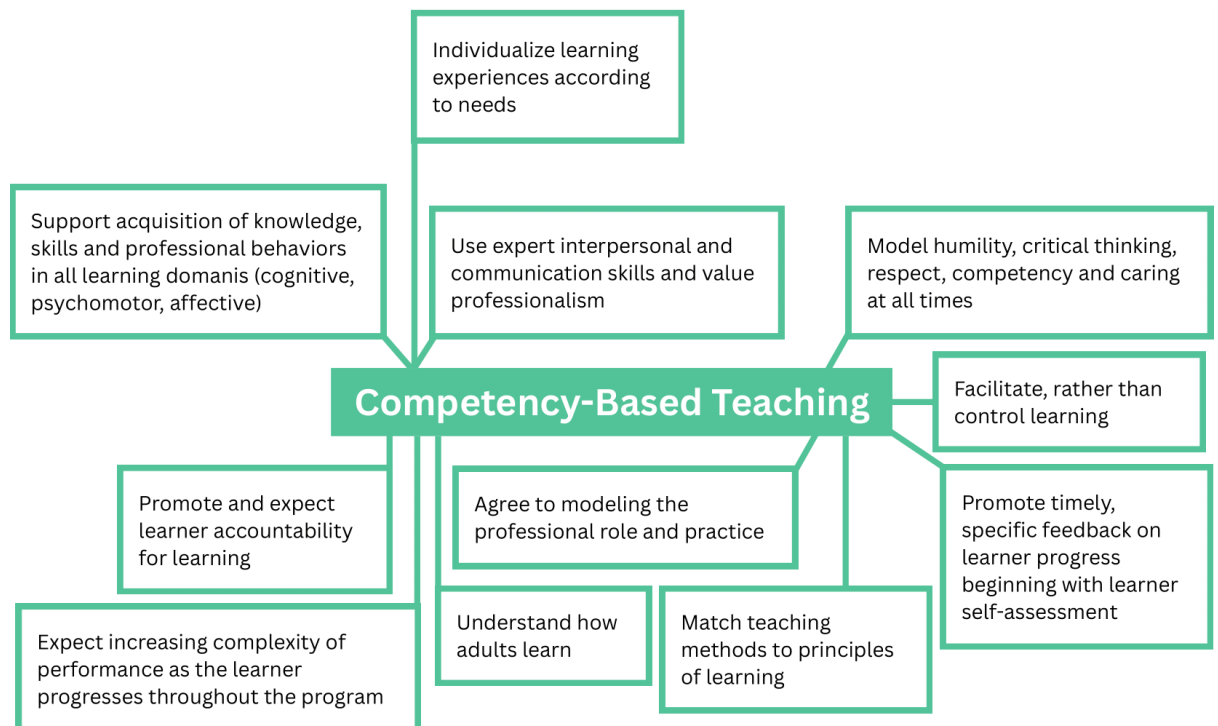 Individualize learning
experiences according
to needs
Support acquisition of knowledge,
skills and professional behaviors
in all learning domanis (cognitive,
psychomotor, affective)
Use expert interpersonal and
communication skills and value
professionalism
Model humility, critical thinking,
respect, competency and caring
at all times
Competency-Based Teaching
Facilitate, rather than
control learning
Promote and expect
learner accountability
for learning
Agree to modeling the
professional role and practice
Promote timely,
specific feedback on
learner progress
beginning with learner
self-assessment
Expect increasing complexity of
performance as the learner
progresses throughout the program
Understand how
adults learn
Match teaching
methods to principles
of learning